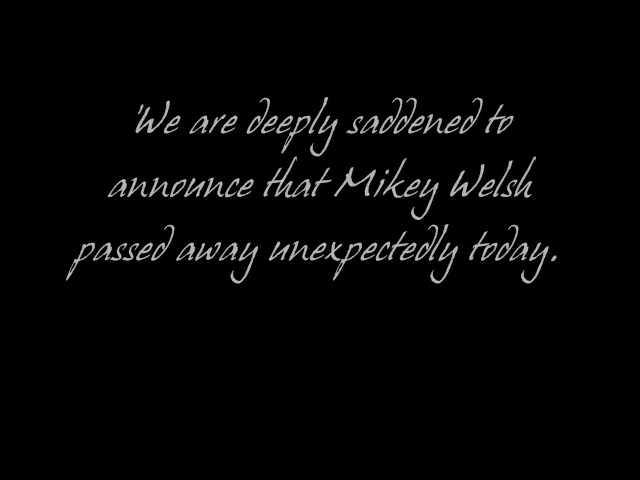 'We are deeply saddened to
announce that Mikey Welsh
passed away unexpectedly today.